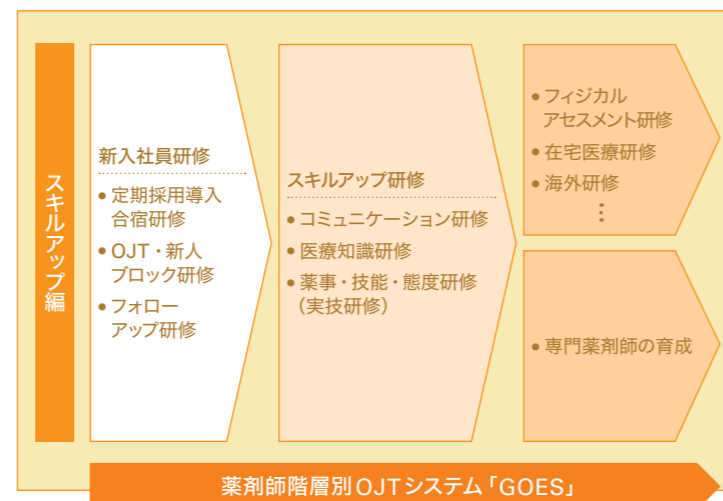 スキルアップ編
新入社員研修
● 定期採用導入
合宿研修
● OJT・新人
ブロック研修
● フォロー
アップ研修
スキルアップ研修
● コミュニケーション研修
● 医療知識研修
● 薬事・技能・態度研修
（実技研修）
● フィジカル
アセスメント研修
● 在宅医療研修
● 海外研修
⋮
● 専門薬剤師の育成
薬剤師階層別OJTシステム「GOES」